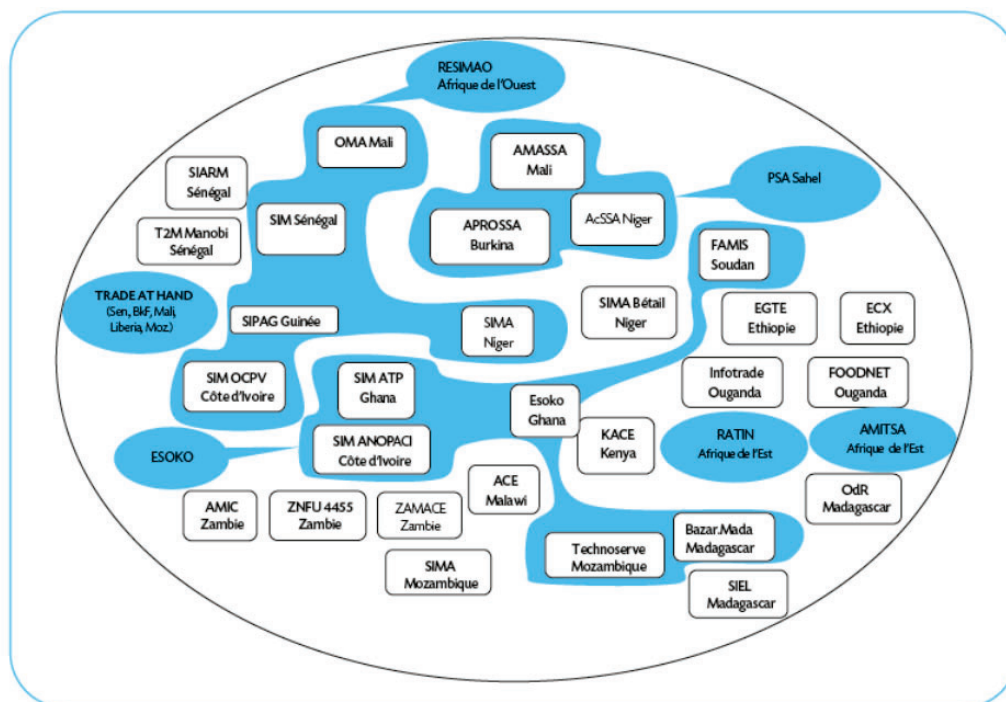 RESIMAO
Afrique de l'Ouest
OMA Mali
AMASSA
Mali
SIARM
Sénégal
PSA Sahel
SIM Sénégal
AcSSA Niger
T2M Manobi
Sénégal
APROSSA
Burkina
FAMIS
Soudan
TRADE AT HAND
(Sen, BkF, Mali,
Liberia, Moz.)
SIPAG Guinée
SIMA
Niger
SIMA Bétail
Niger
EGTE
Ethiopie
ECX
Ethiopie
SIM OCPV
Côte d'Ivoire
SIM ATP
Ghana
Infotrade
Ouganda
FOODNET
Ouganda
Esoko
Ghana
KACE
Kenya
RATIN
Afrique de l'Est
AMITSA
Afrique de l'Est
SIM ANOPACI
Côte d'Ivoire
ESOKO
ACE
Malawi
OdR
Madagascar
AMIC
Zambie
ZNFU 4455
Zambie
ZAMACE
Zambie
Bazar.Mada
Madagascar
Technoserve
Mozambique
SIMA
Mozambique
SIEL
Madagascar